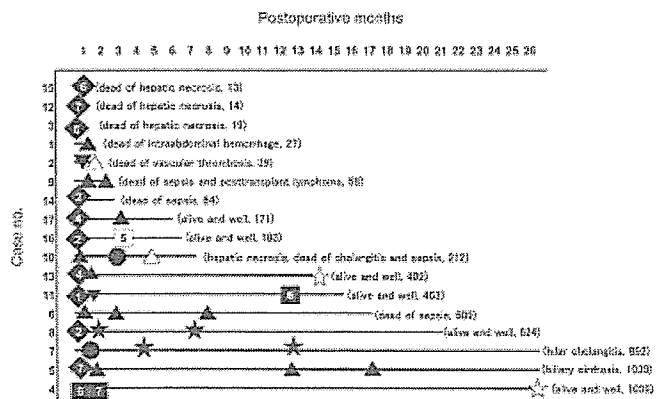 Postoporative months
1 2 3 4 5 6 7 8 9 10 11 12 13 14 15 16 17 18 19 20 21 22 23 24 25 26
Case no.
15 (dead of hepatic necrosis, 13)
12 (dead of hepatic necrosis, 14)
3 (dead of hepatic necrosis, 19)
1 (dead of intraabdominal hemorrhage, 27)
2 (dead of vascular thrombosis, 39)
9 (dead of sepsis and posttransplant lymphoma, 58)
14 (dead of sepsis, 84)
17 (alive and well, 171)
16 5 (alive and well, 183)
10 (hepatic necrosis, dead of cholangitis and sepsis, 212)
13 (alive and well, 402)
11 (alive and well, 403)
6 (dead of sepsis, 502)
8 (alive and well, 624)
7 (hilar cholangitis, 892)
5 (biliary cirrhosis, 1009)
4 (alive and well,